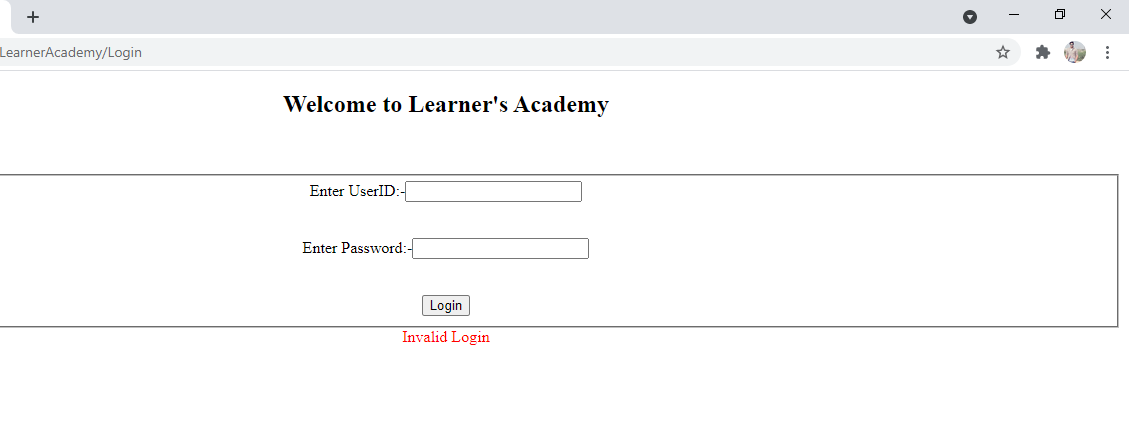 LearnerAcademy/Login
Welcome to Learner's Academy
Enter UserID:-
Enter Password:-
Login
Invalid Login